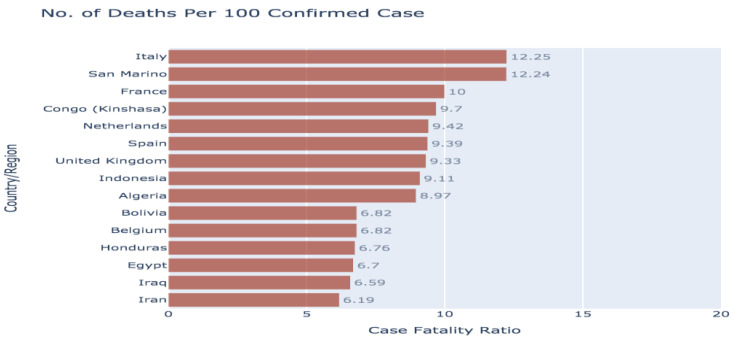 No. of Deaths Per 100 Confirmed Case
Country/Region
Italy 12.25
San Marino 12.24
France 10
Congo (Kinshasa) 9.7
Netherlands 9.42
Spain 9.39
United Kingdom 9.33
Indonesia 9.11
Algeria 8.97
Bolivia 6.82
Belgium 6.82
Honduras 6.76
Egypt 6.7
Iraq 6.59
Iran 6.19
0 5 10 15 20
Case Fatality Ratio